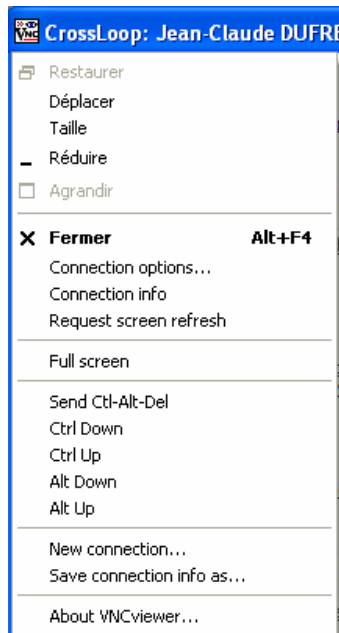 CrossLoop: Jean-Claude DUFRE
Restaurer
Déplacer
Taille
Réduire
Agrandir
Fermer Alt+F4
Connection options...
Connection info
Request screen refresh
Full screen
Send Ctl-Alt-Del
Ctrl Down
Ctrl Up
Alt Down
Alt Up
New connection...
Save connection info as...
About VNCviewer...